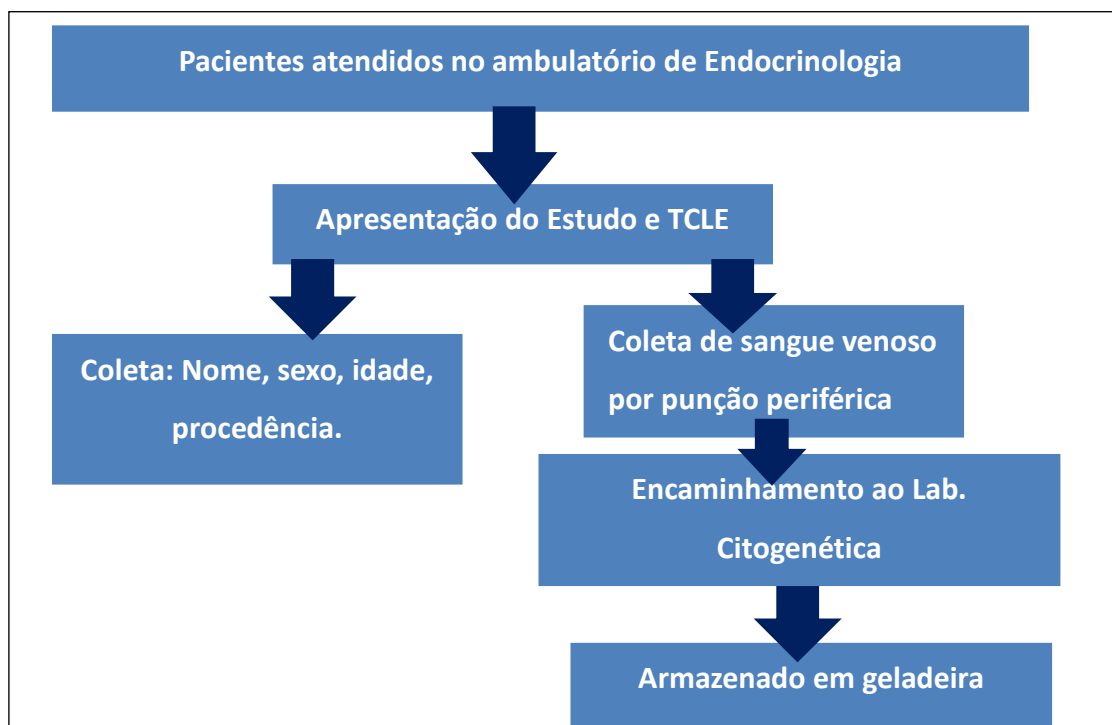 Pacientes atendidos no ambulatório de Endocrinologia
Apresentação do Estudo e TCLE
Coleta: Nome, sexo, idade,
procedência.
Coleta de sangue venoso
por punção periférica
Encaminhamento ao Lab.
Citogenética
Armazenado em geladeira